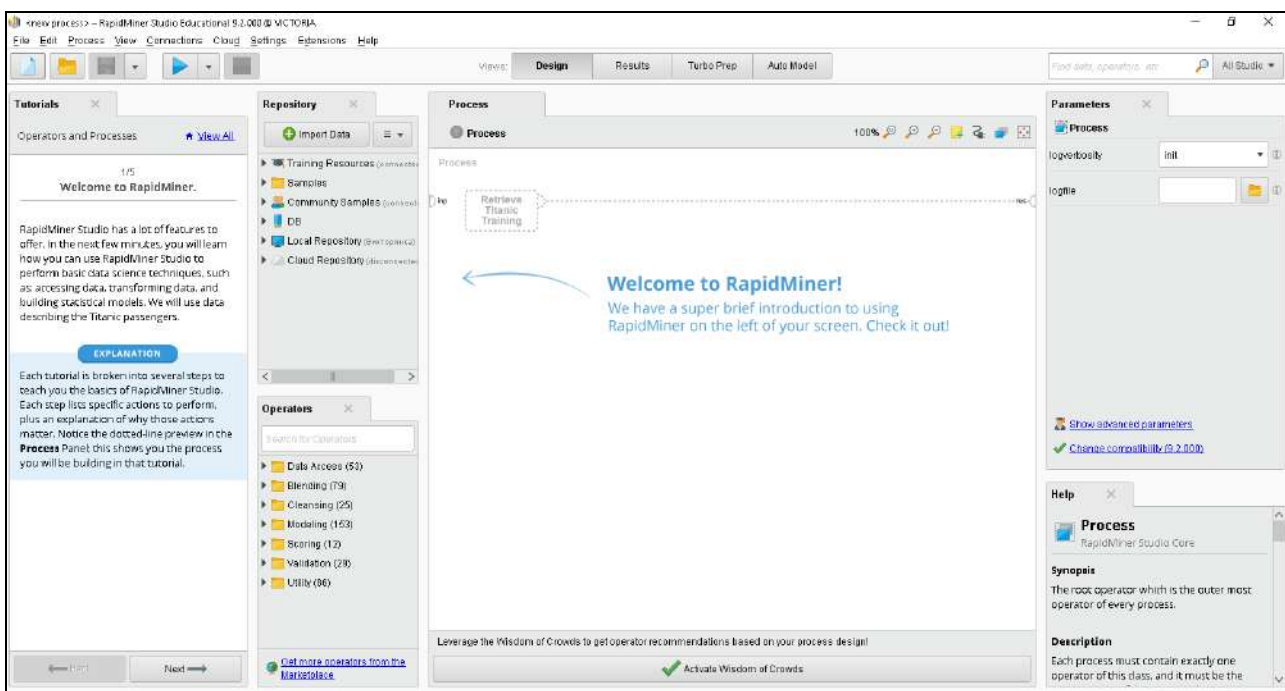 <new process> – RapidMiner Studio Educational 9.2.000 @ VICTORIA
File Edit Process View Connections Cloud Settings Extensions Help
Views: Design Results Turbo Prep Auto Model
Find data, operators, etc
All Studio
Tutorials
Operators and Processes View All
1/5
Welcome to RapidMiner.
RapidMiner Studio has a lot of features to
offer. In the next few minutes, you will learn
how you can use RapidMiner Studio to
perform basic data science techniques, such
as: accessing data, transforming data, and
building statistical models. We will use data
describing the Titanic passengers.
EXPLANATION
Each tutorial is broken into several steps to
teach you the basics of RapidMiner Studio.
Each step lists specific actions to perform,
plus an explanation of why those actions
matter. Notice the dotted-line preview in the
Process Panel; this shows you the process
you will be building in that tutorial.
Next
Repository
Import Data
Training Resources
Samples
Community Samples
DB
Local Repository
Cloud Repository
Operators
Search for Operators
Data Access (53)
Blending (79)
Cleansing (25)
Modeling (163)
Scoring (12)
Validation (28)
Utility (86)
Get more operators from the
Marketplace
Process
Process
100%
Process
inp
Retrieve
Titanic
Training
res
Welcome to RapidMiner!
We have a super brief introduction to using
RapidMiner on the left of your screen. Check it out!
Leverage the Wisdom of Crowds to get operator recommendations based on your process design!
Activate Wisdom of Crowds
Parameters
Process
logverbosity init
logfile
Show advanced parameters
Change compatibility (9.2.000)
Help
Process
RapidMiner Studio Core
Synopsis
The root operator which is the outer most
operator of every process.
Description
Each process must contain exactly one
operator of this class, and it must be the